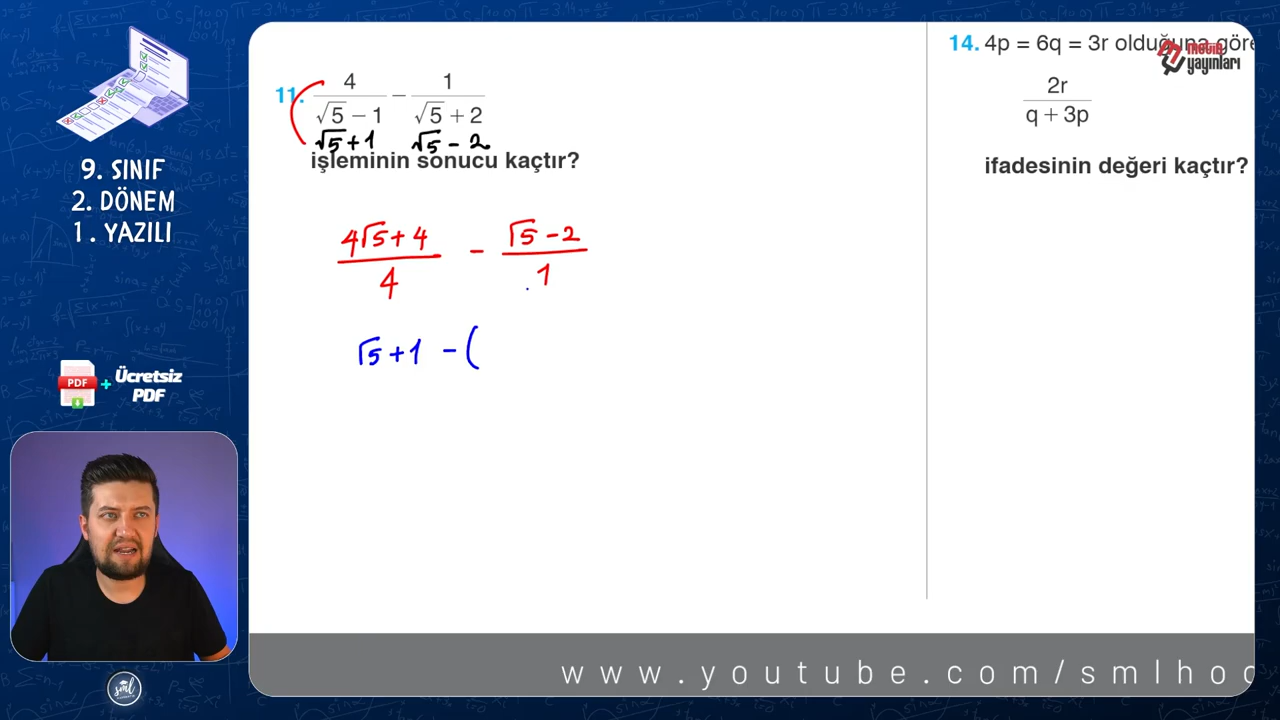 9. SINIF
2. DÖNEM
1. YAZILI
PDF
+ Ücretsiz PDF
sml
11. 4/(√5 − 1) − 1/(√5 + 2)
√5+1 √5−2
işleminin sonucu kaçtır?
(4√5+4)/4 − (√5−2)/1
√5+1 −(
14. 4p = 6q = 3r olduğuna göre
2r/(q + 3p)
ifadesinin değeri kaçtır?
metin yayınları
www.youtube.com/smlhoc